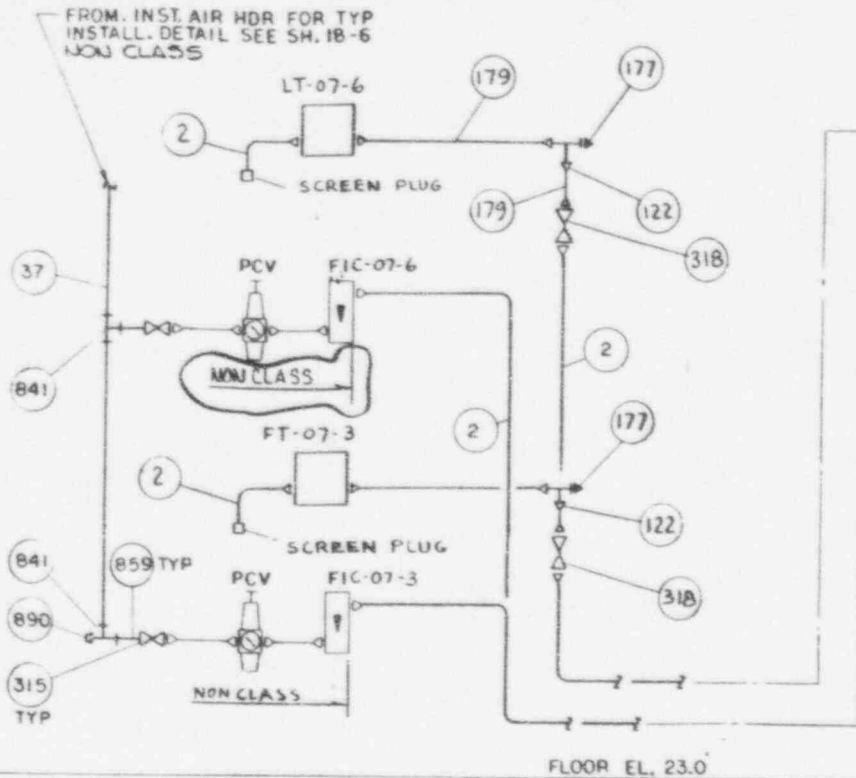 FROM. INST. AIR HDR FOR TYP
INSTALL. DETAIL SEE SH. 1B-6
NON CLASS
LT-07-6
179
177
2
SCREEN PLUG
179
122
318
37
PCV
FIC-07-6
841
NON CLASS
2
2
FT-07-3
177
2
122
SCREEN PLUG
841
859 TYP
PCV
FIC-07-3
318
890
315
TYP
NON CLASS
FLOOR EL. 23.0